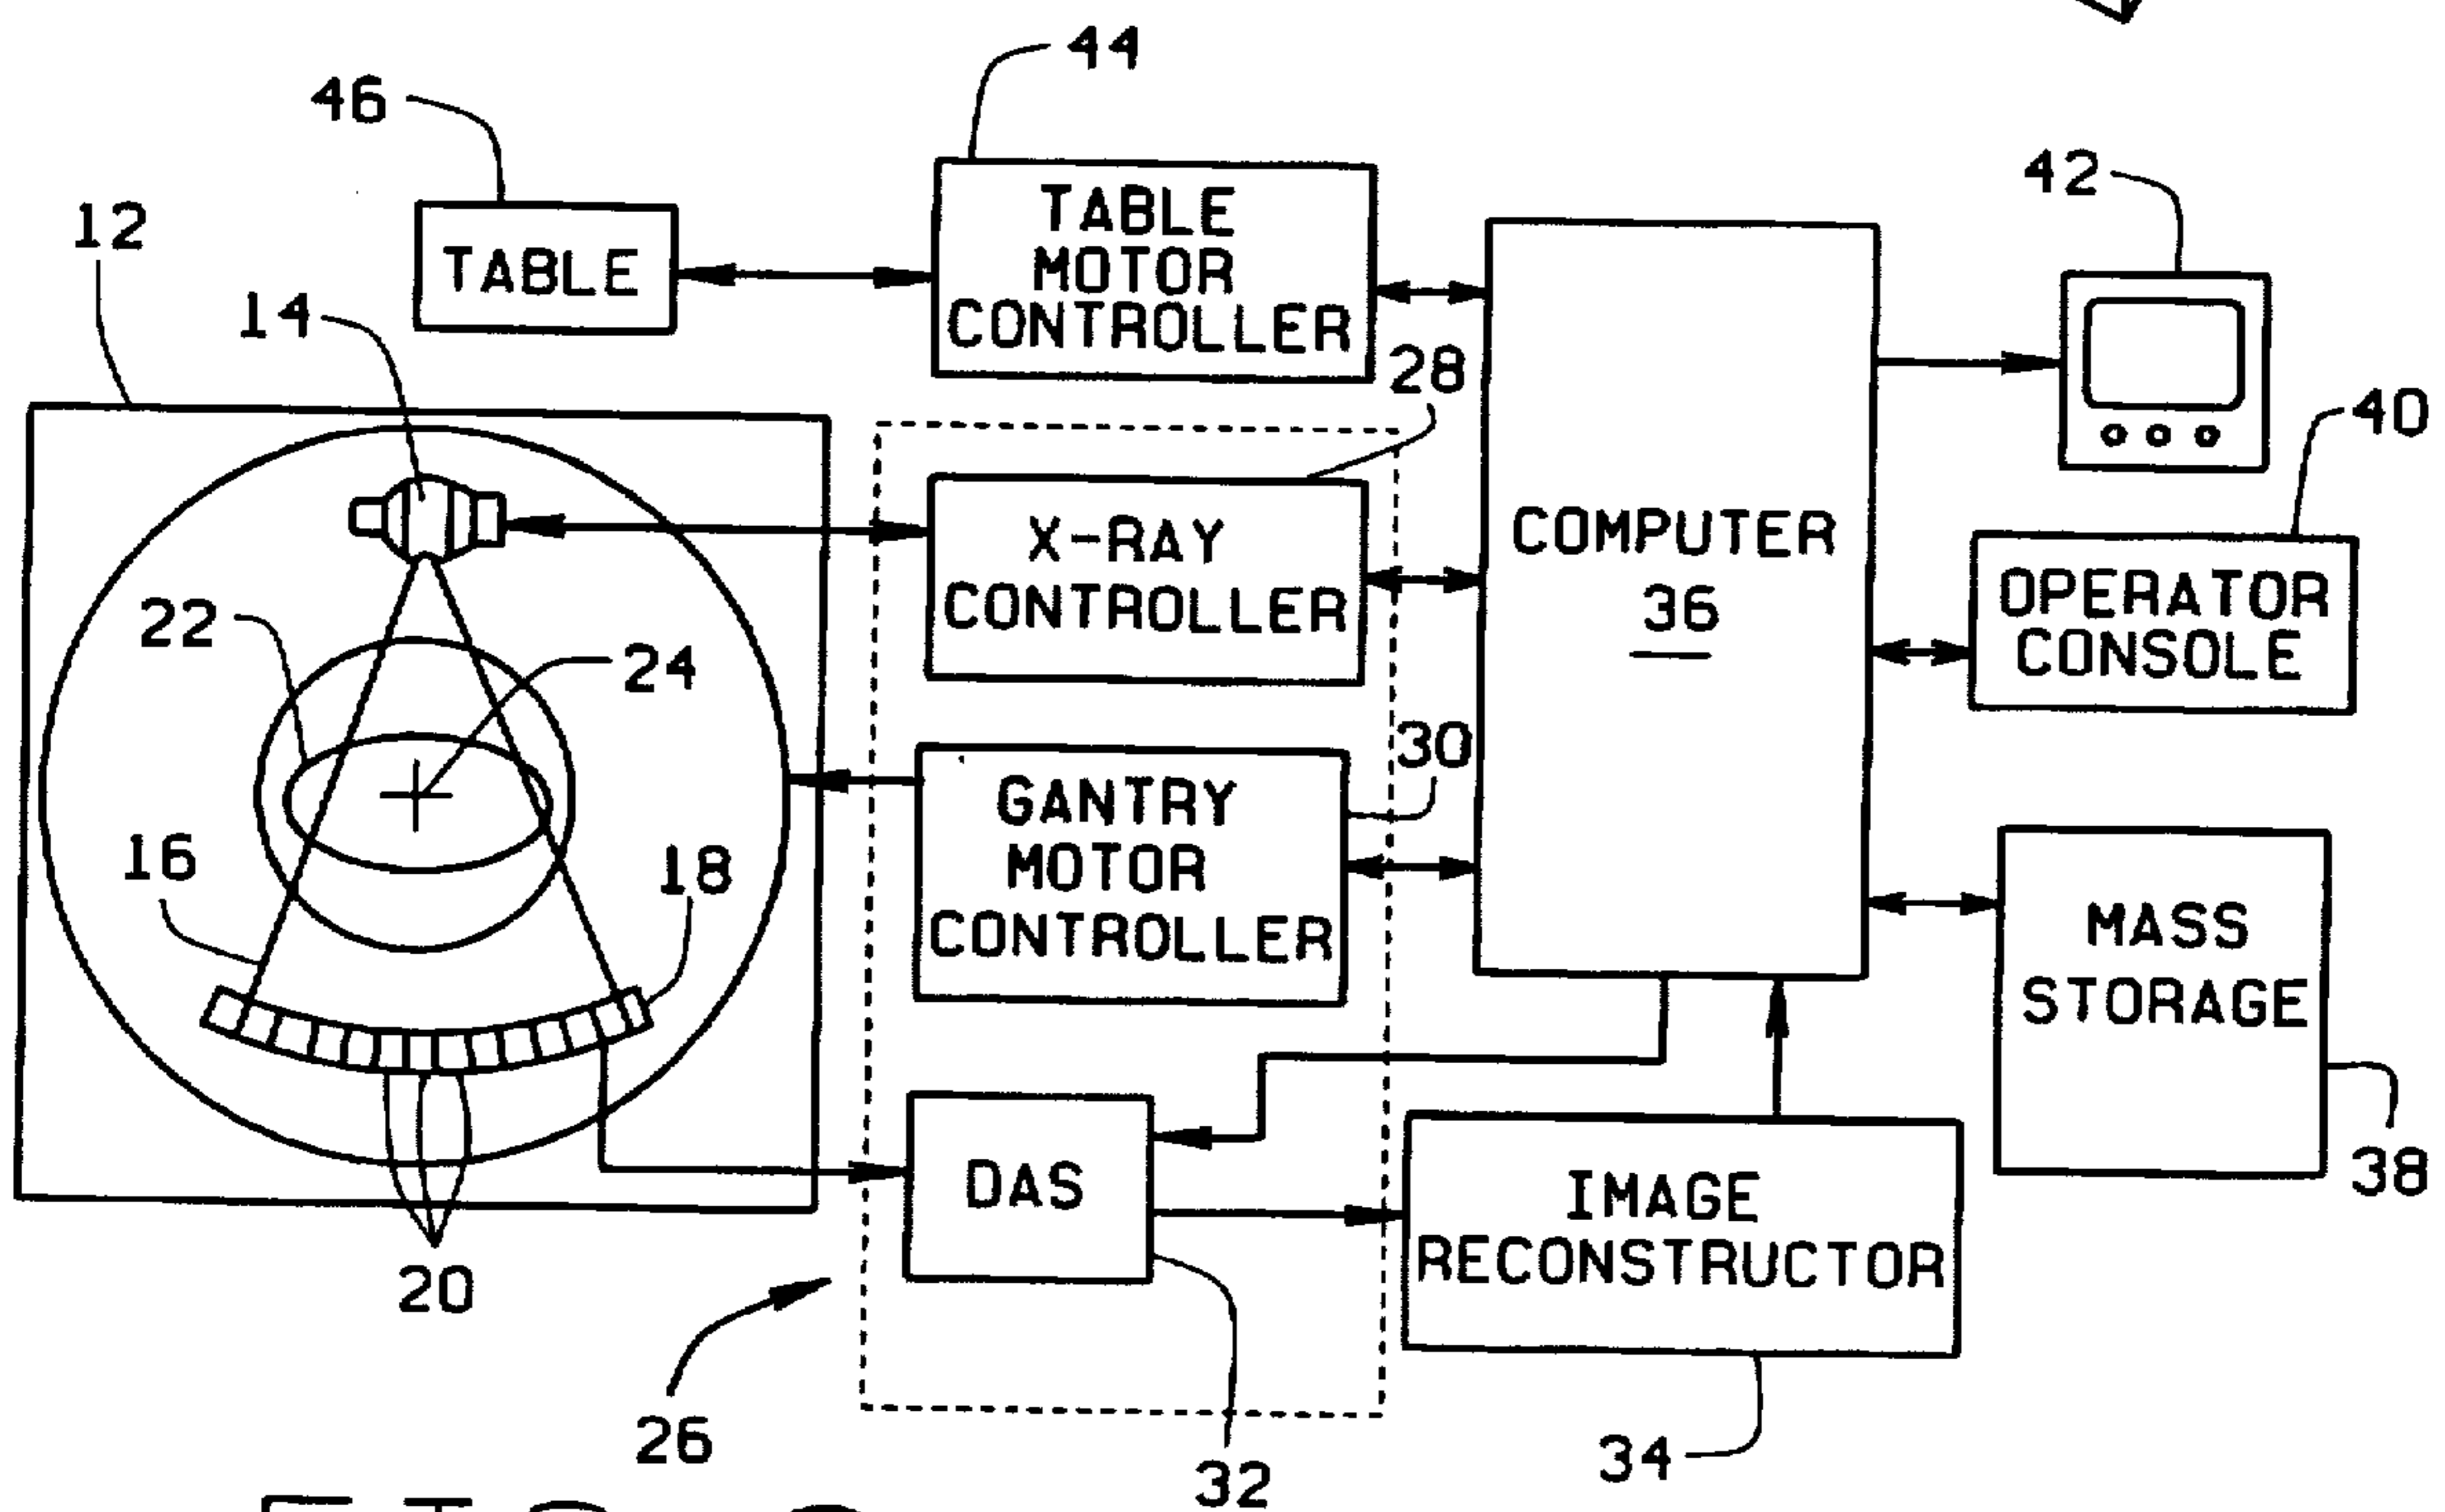 44
46
42
12
TABLE
MOTOR
CONTROLLER
TABLE
14
28
40
X-RAY
CONTROLLER
COMPUTER
36
OPERATOR
CONSOLE
22
24
30
GANTRY
MOTOR
CONTROLLER
16
18
MASS
STORAGE
38
DAS
IMAGE
RECONSTRUCTOR
20
26
32
34